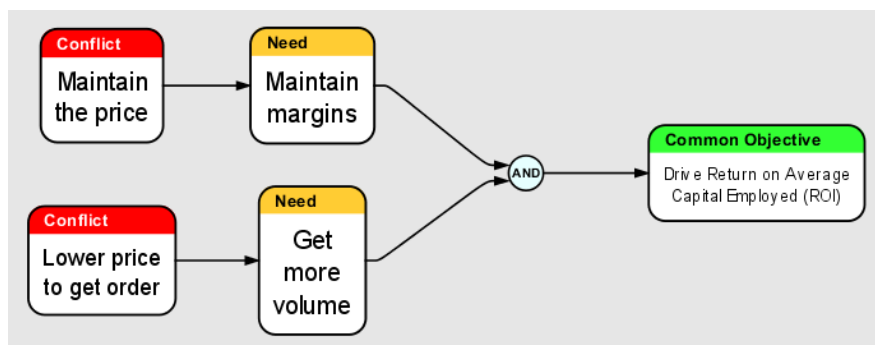 Conflict
Maintain
the price
Need
Maintain
margins
Conflict
Lower price
to get order
Need
Get
more
volume
AND
Common Objective
Drive Return on Average
Capital Employed (ROI)